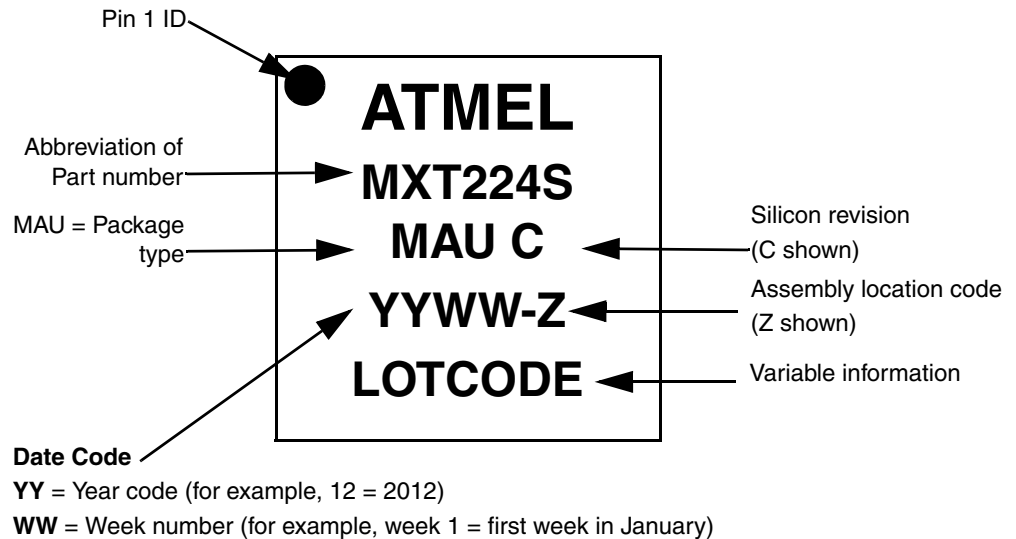 Pin 1 ID
ATMEL
Abbreviation of
Part number
MXT224S
MAU = Package
type
MAU C
Silicon revision
(C shown)
YYWW-Z
Assembly location code
(Z shown)
LOTCODE
Variable information
Date Code
YY = Year code (for example, 12 = 2012)
WW = Week number (for example, week 1 = first week in January)